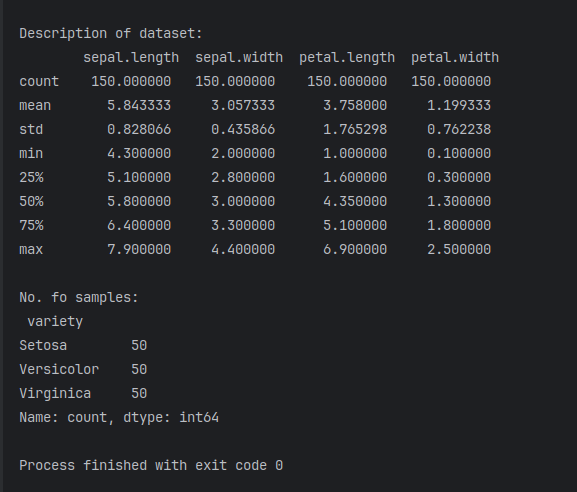 Description of dataset:
        sepal.length  sepal.width  petal.length  petal.width
count    150.000000   150.000000    150.000000   150.000000
mean       5.843333     3.057333      3.758000     1.199333
std        0.828066     0.435866      1.765298     0.762238
min        4.300000     2.000000      1.000000     0.100000
25%        5.100000     2.800000      1.600000     0.300000
50%        5.800000     3.000000      4.350000     1.300000
75%        6.400000     3.300000      5.100000     1.800000
max        7.900000     4.400000      6.900000     2.500000
No. fo samples:
 variety
Setosa        50
Versicolor    50
Virginica     50
Name: count, dtype: int64
Process finished with exit code 0